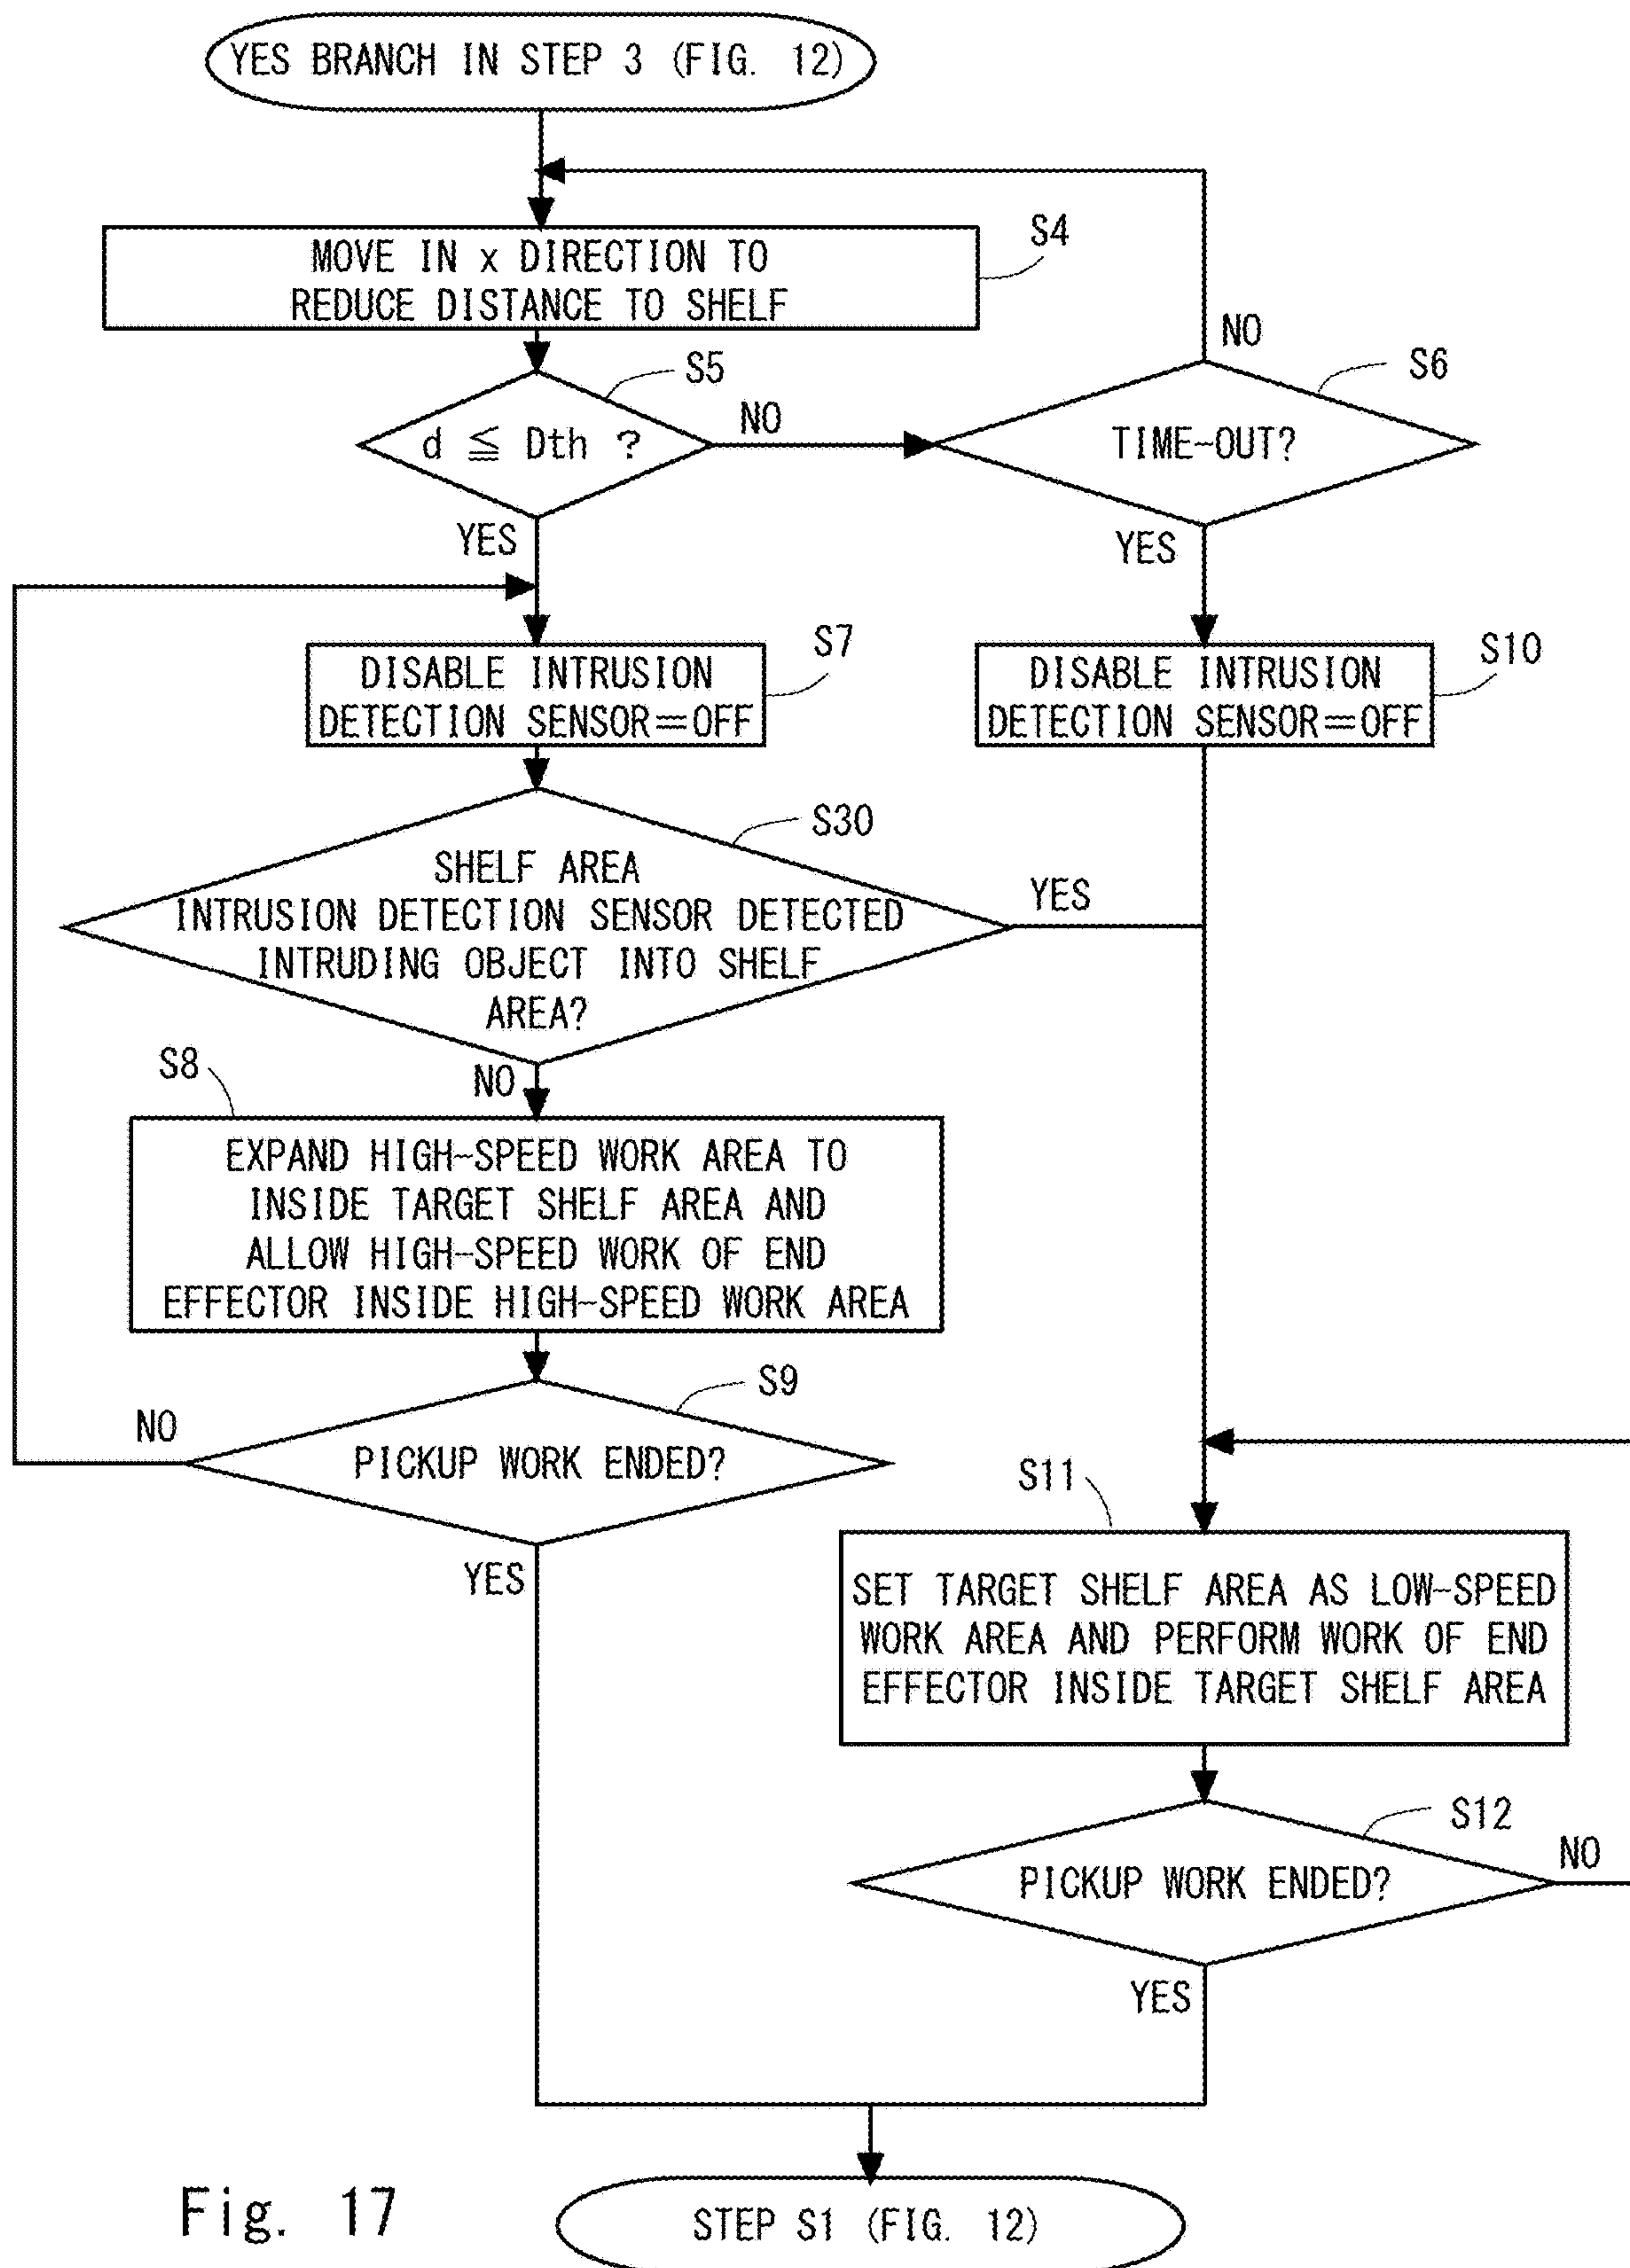 YES BRANCH IN STEP 3 (FIG. 12)
MOVE IN x DIRECTION TO
REDUCE DISTANCE TO SHELF
S4
S5
d ≦ Dth ?
NO
YES
NO
S6
TIME-OUT?
YES
S7
DISABLE INTRUSION
DETECTION SENSOR=OFF
S10
DISABLE INTRUSION
DETECTION SENSOR=OFF
S30
SHELF AREA
INTRUSION DETECTION SENSOR DETECTED
INTRUDING OBJECT INTO SHELF
AREA?
YES
NO
S8
EXPAND HIGH-SPEED WORK AREA TO
INSIDE TARGET SHELF AREA AND
ALLOW HIGH-SPEED WORK OF END
EFFECTOR INSIDE HIGH-SPEED WORK AREA
S9
NO
PICKUP WORK ENDED?
YES
S11
SET TARGET SHELF AREA AS LOW-SPEED
WORK AREA AND PERFORM WORK OF END
EFFECTOR INSIDE TARGET SHELF AREA
S12
PICKUP WORK ENDED?
NO
YES
STEP S1 (FIG. 12)
Fig. 17